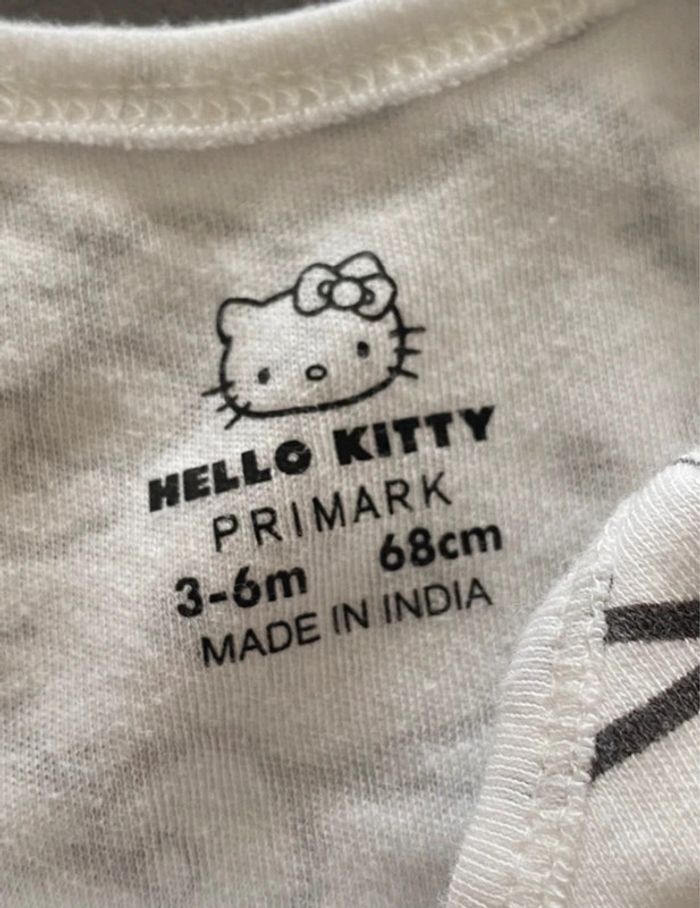 HELLO KITTY
PRIMARK
3-6m 68cm
MADE IN INDIA